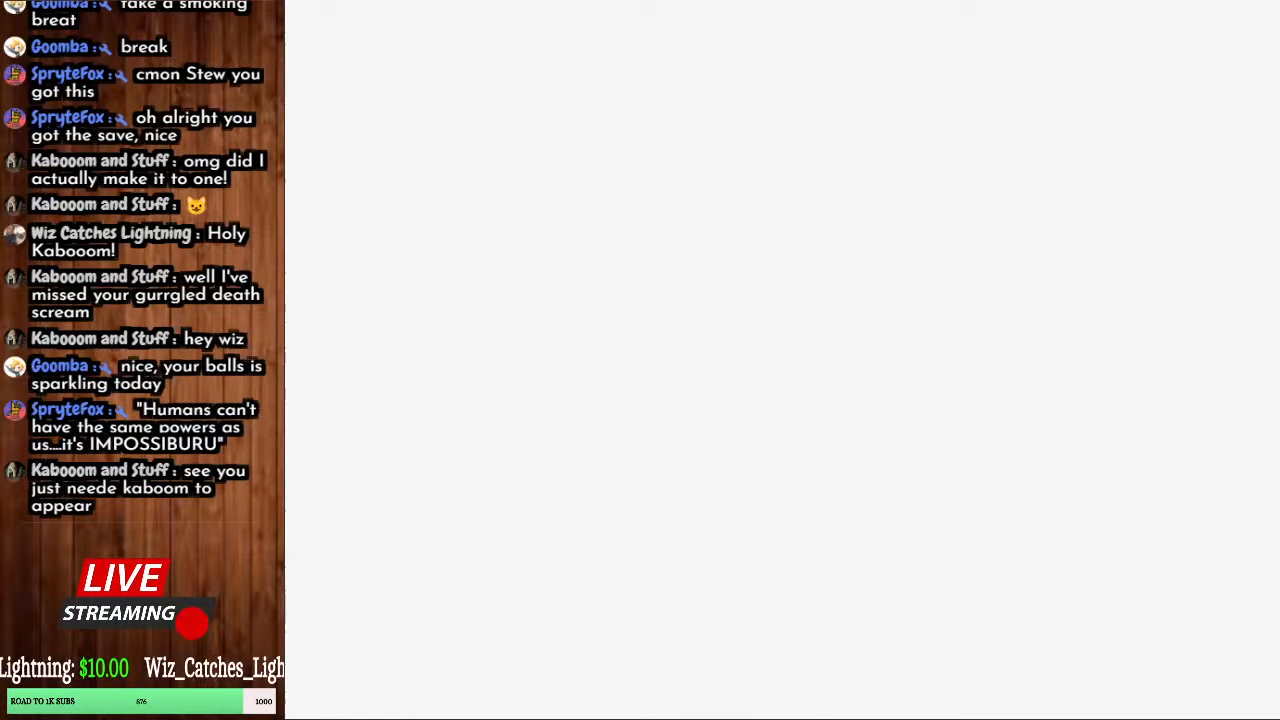 Goomba : take a smoking
breat
Goomba : break
SpryteFox : cmon Stew you
got this
SpryteFox : oh alright you
got the save, nice
Kabooom and Stuff : omg did I
actually make it to one!
Kabooom and Stuff :
Wiz Catches Lightning : Holy
Kabooom!
Kabooom and Stuff : well I've
missed your gurrgled death
scream
Kabooom and Stuff : hey wiz
Goomba : nice, your balls is
sparkling today
SpryteFox : "Humans can't
have the same powers as
us....it's IMPOSSIBURU"
Kabooom and Stuff : see you
just neede kaboom to
appear
LIVE
STREAMING
Lightning: $10.00 Wiz_Catches_Ligh
ROAD TO 1K SUBS 876 1000